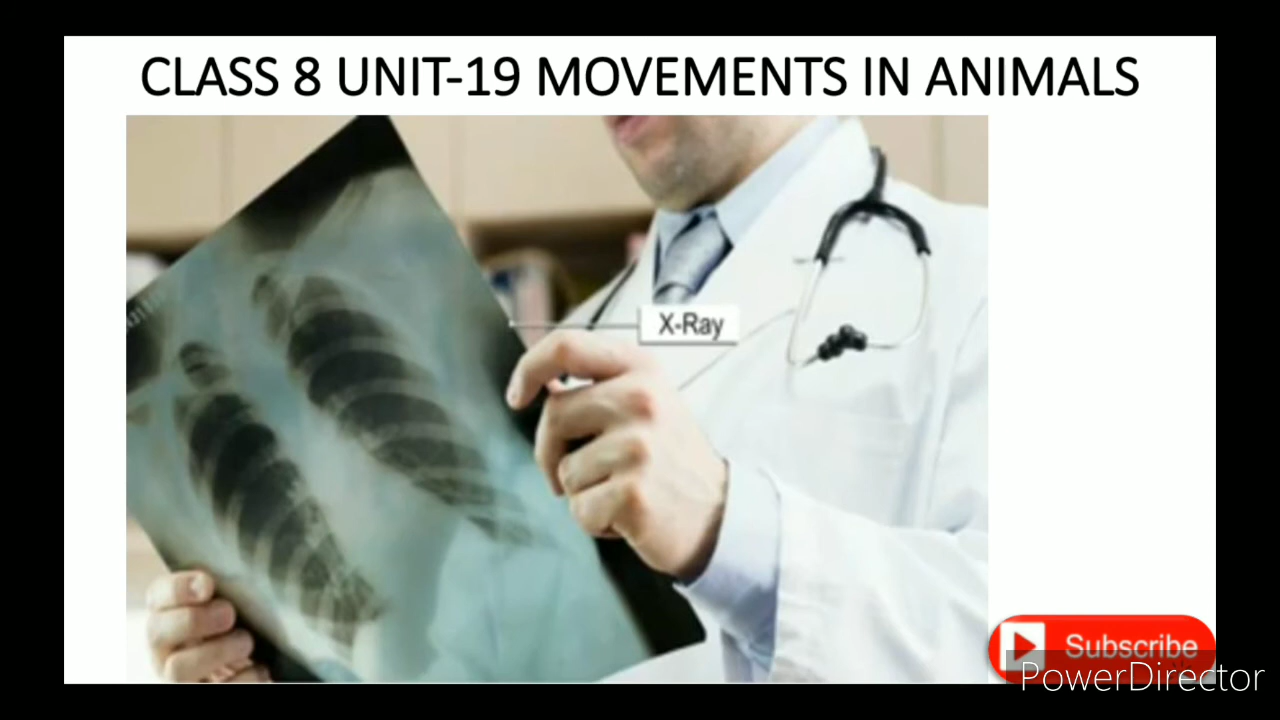 CLASS 8 UNIT-19 MOVEMENTS IN ANIMALS
X-Ray
Subscribe
PowerDirector